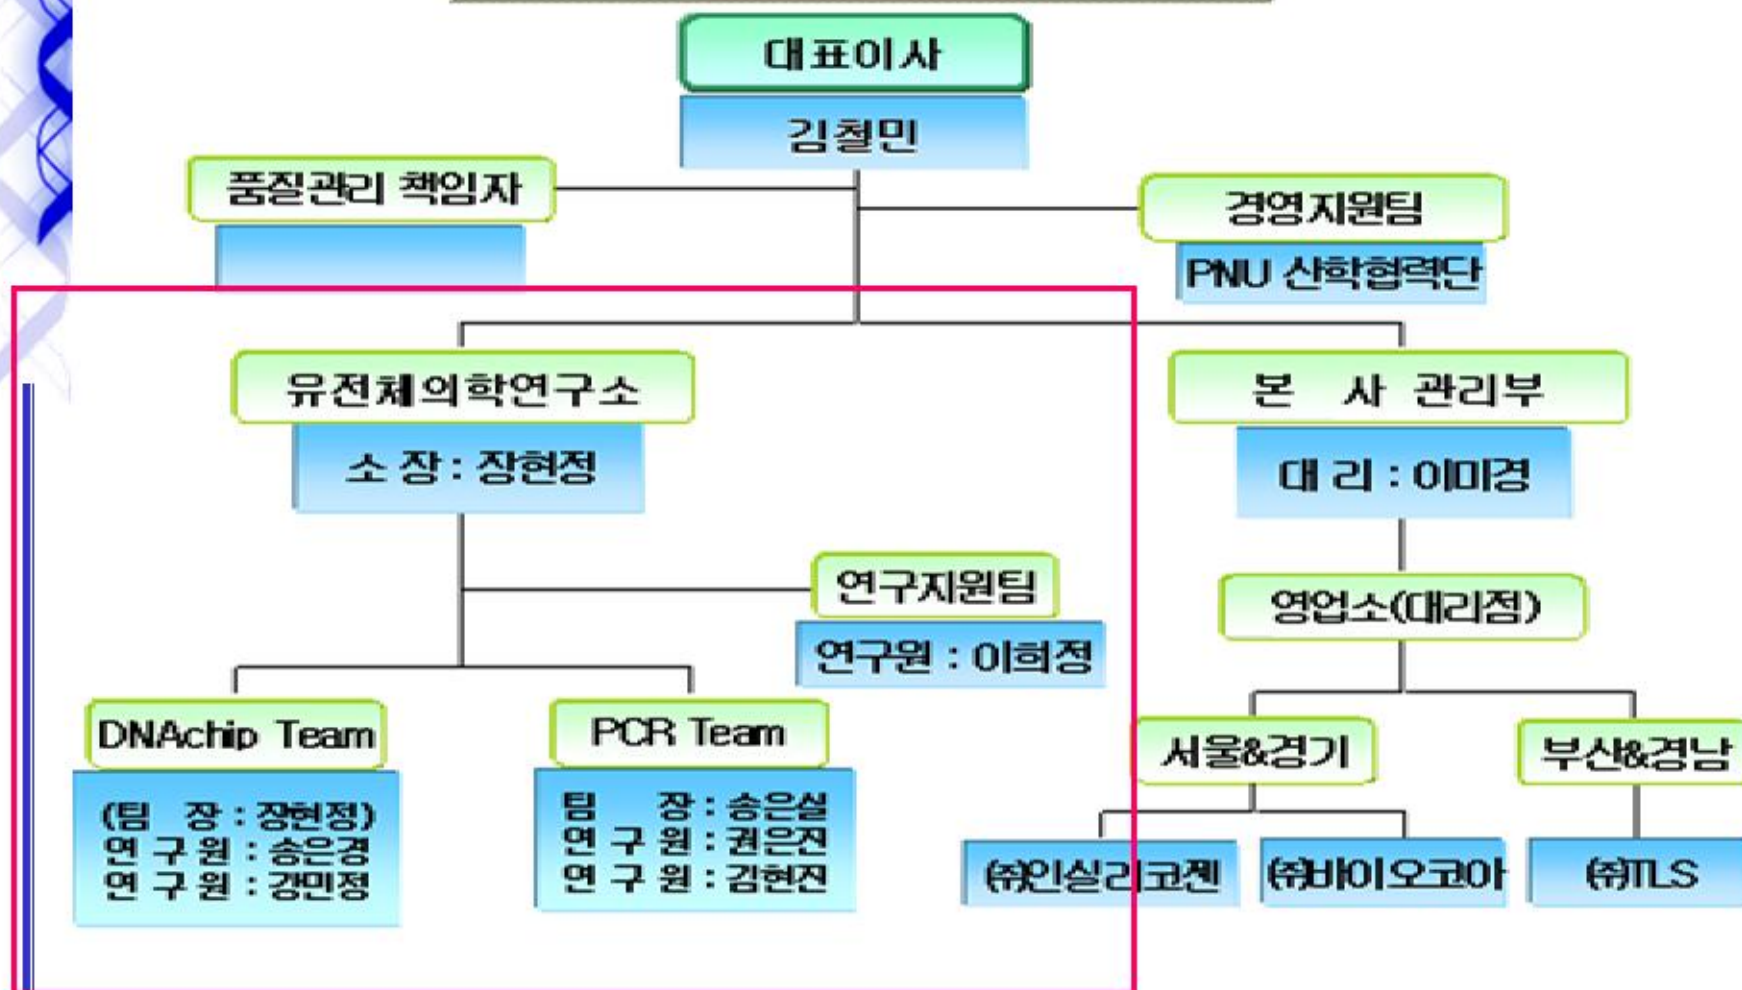 대표이사
김철민
품질관리 책임자
경영지원팀
PNU 산학협력단
유전체의학연구소
소 장 : 장현정
본 사 관리부
대 리 : 이미경
연구지원팀
연구원 : 이희정
영업소(대리점)
DNAchip Team
(팀 장 : 장현정)
연 구 원 : 송은경
연 구 원 : 강민정
PCR Team
팀 장 : 송은실
연 구 원 : 권은진
연 구 원 : 김현진
서울&경기
부산&경남
㈜인실리코젠
㈜바이오코아
㈜TLS